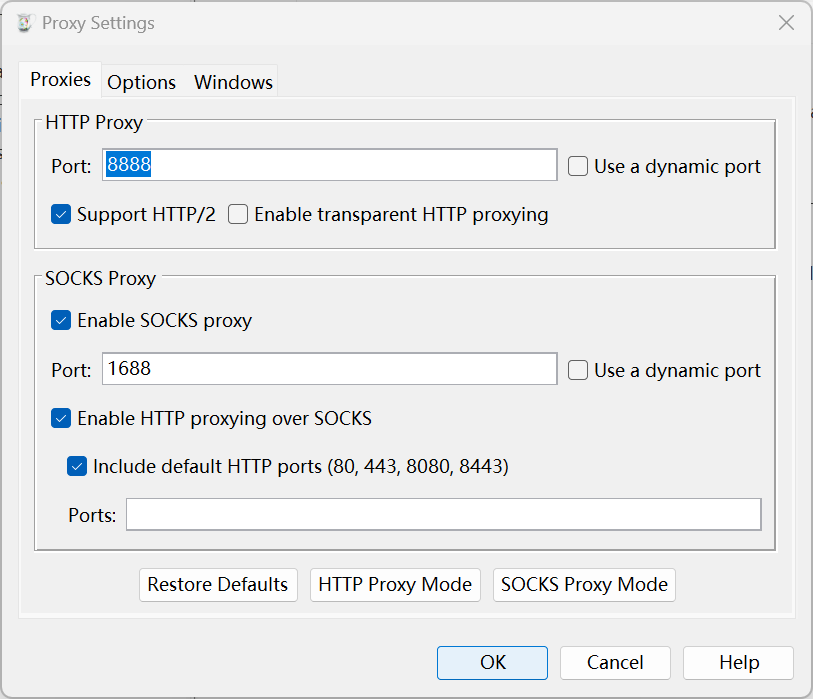 Proxy Settings
Proxies Options Windows
HTTP Proxy
Port: 8888 Use a dynamic port
Support HTTP/2 Enable transparent HTTP proxying
SOCKS Proxy
Enable SOCKS proxy
Port: 1688 Use a dynamic port
Enable HTTP proxying over SOCKS
Include default HTTP ports (80, 443, 8080, 8443)
Ports:
Restore Defaults HTTP Proxy Mode SOCKS Proxy Mode
OK Cancel Help